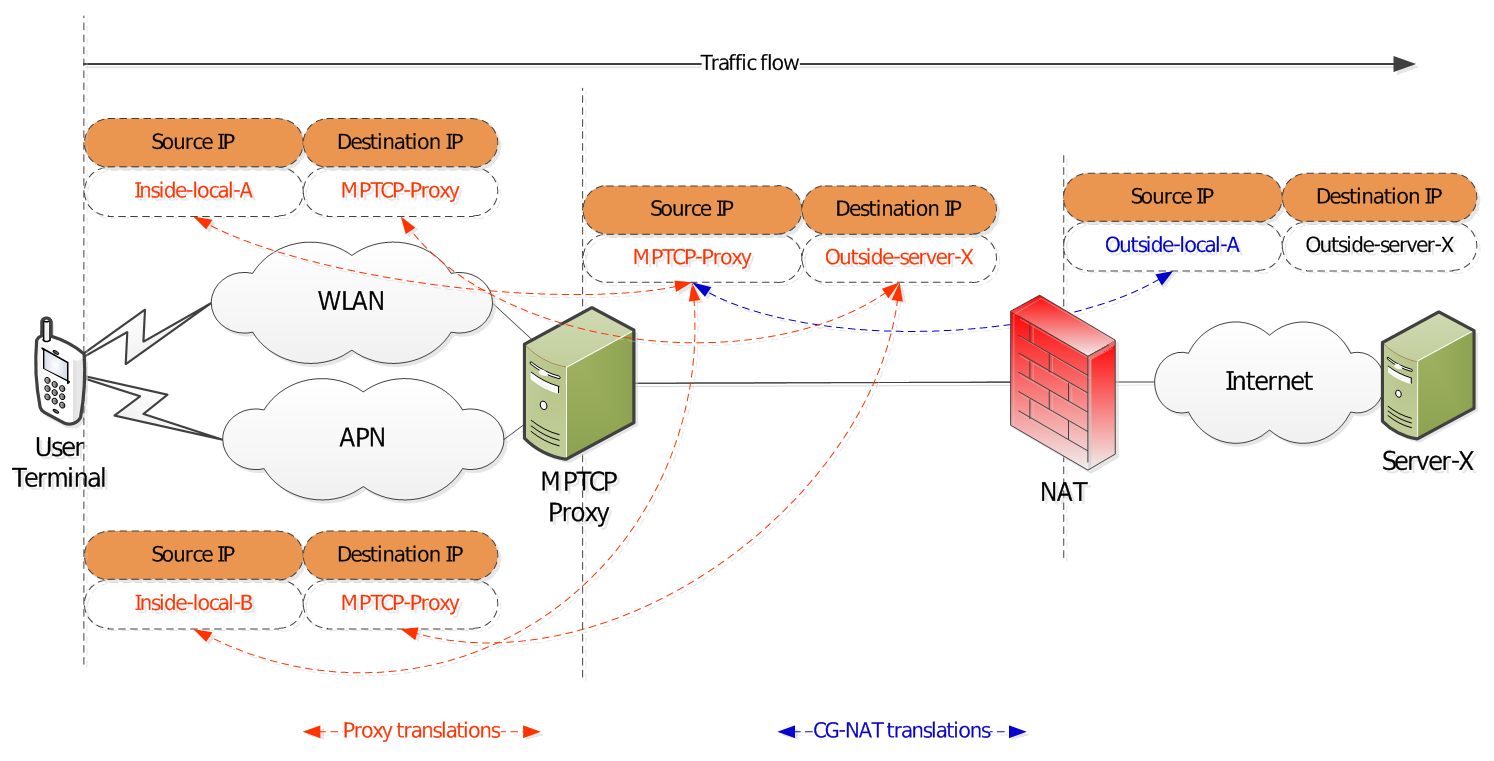 Traffic flow
Source IP
Destination IP
Inside-local-A
MPTCP-Proxy
Source IP
Destination IP
MPTCP-Proxy
Outside-server-X
Source IP
Destination IP
Outside-local-A
Outside-server-X
WLAN
APN
User
Terminal
MPTCP
Proxy
NAT
Internet
Server-X
Source IP
Destination IP
Inside-local-B
MPTCP-Proxy
Proxy translations
CG-NAT translations